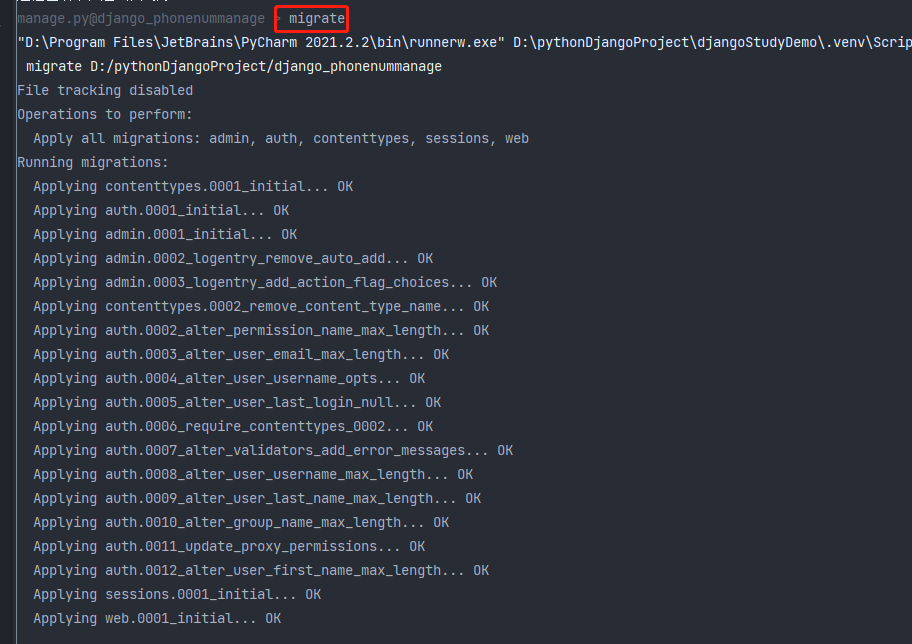 manage.py@django_phonenummanage > migrate
"D:\Program Files\JetBrains\PyCharm 2021.2.2\bin\runnerw.exe" D:\pythonDjangoProject\djangoStudyDemo\.venv\Scrip
migrate D:/pythonDjangoProject/django_phonenummanage
File tracking disabled
Operations to perform:
Apply all migrations: admin, auth, contenttypes, sessions, web
Running migrations:
Applying contenttypes.0001_initial... OK
Applying auth.0001_initial... OK
Applying admin.0001_initial... OK
Applying admin.0002_logentry_remove_auto_add... OK
Applying admin.0003_logentry_add_action_flag_choices... OK
Applying contenttypes.0002_remove_content_type_name... OK
Applying auth.0002_alter_permission_name_max_length... OK
Applying auth.0003_alter_user_email_max_length... OK
Applying auth.0004_alter_user_username_opts... OK
Applying auth.0005_alter_user_last_login_null... OK
Applying auth.0006_require_contenttypes_0002... OK
Applying auth.0007_alter_validators_add_error_messages... OK
Applying auth.0008_alter_user_username_max_length... OK
Applying auth.0009_alter_user_last_name_max_length... OK
Applying auth.0010_alter_group_name_max_length... OK
Applying auth.0011_update_proxy_permissions... OK
Applying auth.0012_alter_user_first_name_max_length... OK
Applying sessions.0001_initial... OK
Applying web.0001_initial... OK